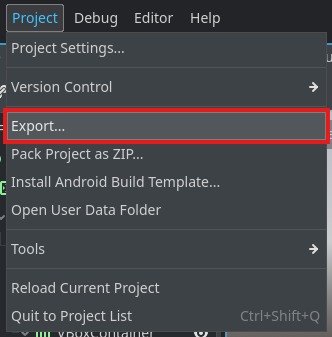 Project Debug Editor Help
Project Settings...
Version Control
Export...
Pack Project as ZIP...
Install Android Build Template...
Open User Data Folder
Tools
Reload Current Project
Quit to Project List Ctrl+Shift+Q
VBoxContainer